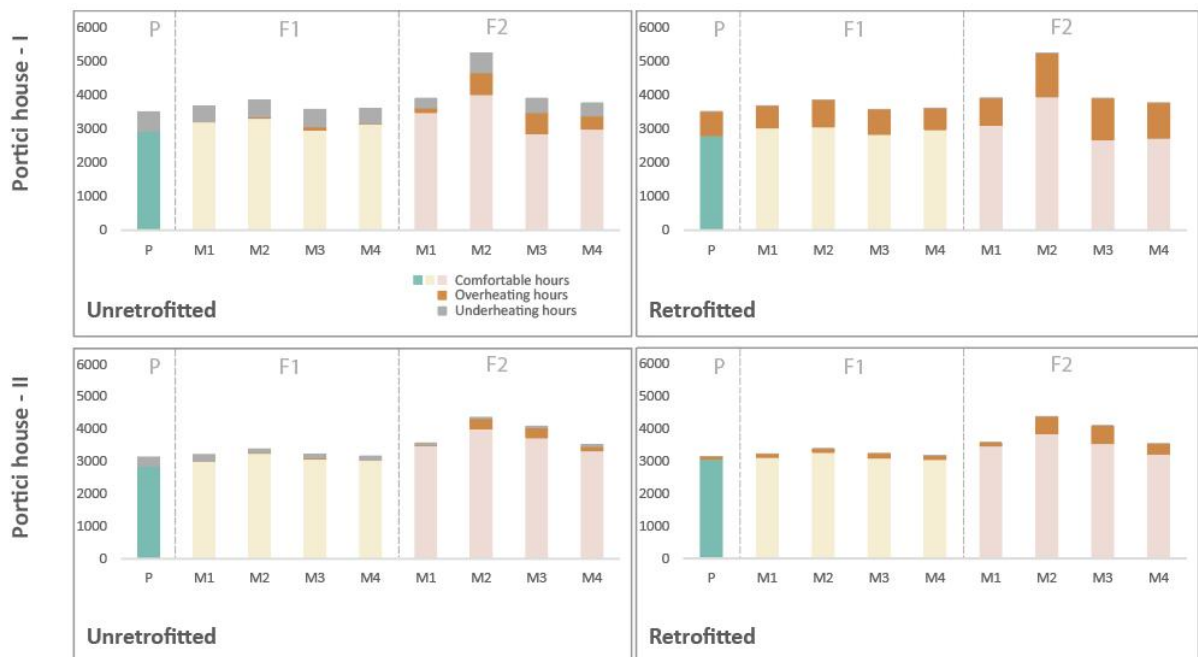 Portici house - I
P F1 F2
6000
5000
4000
3000
2000
1000
0
P M1 M2 M3 M4 M1 M2 M3 M4
Comfortable hours
Overheating hours
Underheating hours
Unretrofitted
P F1 F2
6000
5000
4000
3000
2000
1000
0
P M1 M2 M3 M4 M1 M2 M3 M4
Retrofitted
Portici house - II
P F1 F2
6000
5000
4000
3000
2000
1000
0
P M1 M2 M3 M4 M1 M2 M3 M4
Unretrofitted
P F1 F2
6000
5000
4000
3000
2000
1000
0
P M1 M2 M3 M4 M1 M2 M3 M4
Retrofitted